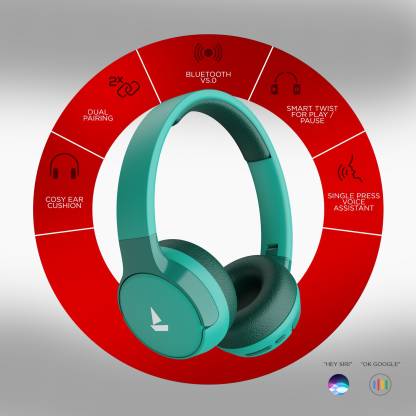 BLUETOOTH
V5.0
2X
DUAL
PAIRING
SMART TWIST
FOR PLAY /
PAUSE
COSY EAR
CUSHION
SINGLE PRESS
VOICE
ASSISTANT
"HEY SIRI"
"OK GOOGLE"